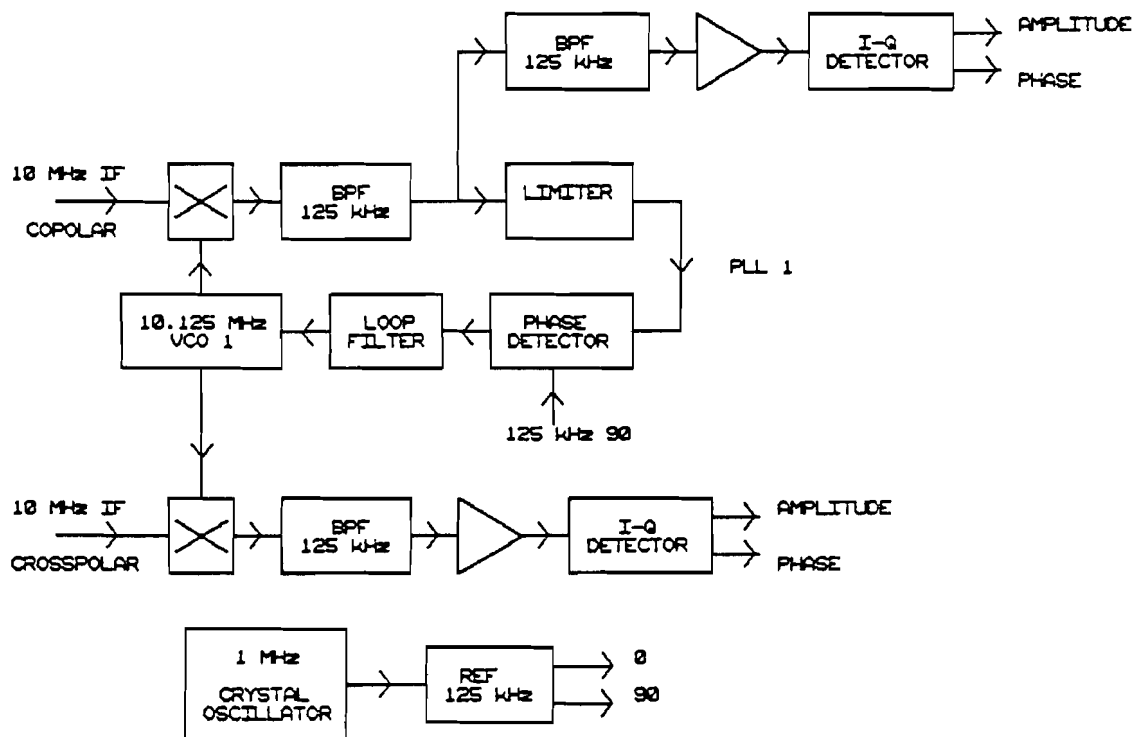 BPF
125 kHz
I-Q
DETECTOR
AMPLITUDE
PHASE
10 MHz IF
COPOLAR
BPF
125 kHz
LIMITER
PLL 1
10.125 MHz
VCO 1
LOOP
FILTER
PHASE
DETECTOR
125 kHz 90
10 MHz IF
CROSSPOLAR
BPF
125 kHz
I-Q
DETECTOR
AMPLITUDE
PHASE
1 MHz
CRYSTAL
OSCILLATOR
REF
125 kHz
0
90